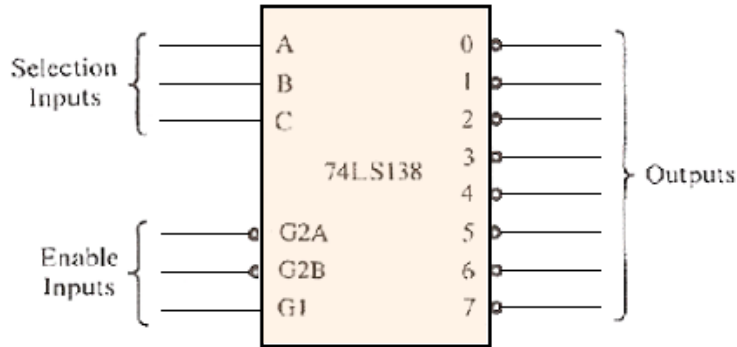 Selection
Inputs
A
B
C
74LS138
Enable
Inputs
G2A
G2B
G1
0
1
2
3
4
5
6
7
Outputs